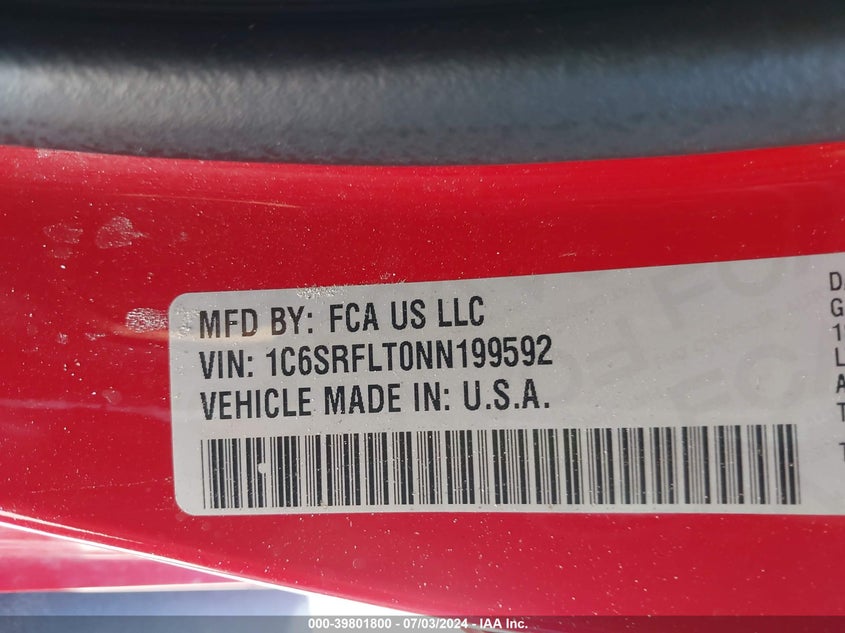 MFD BY: FCA US LLC
VIN: 1C6SRFLT0NN199592
VEHICLE MADE IN: U.S.A.
000-39801800 - 07/03/2024 - IAA, Inc.